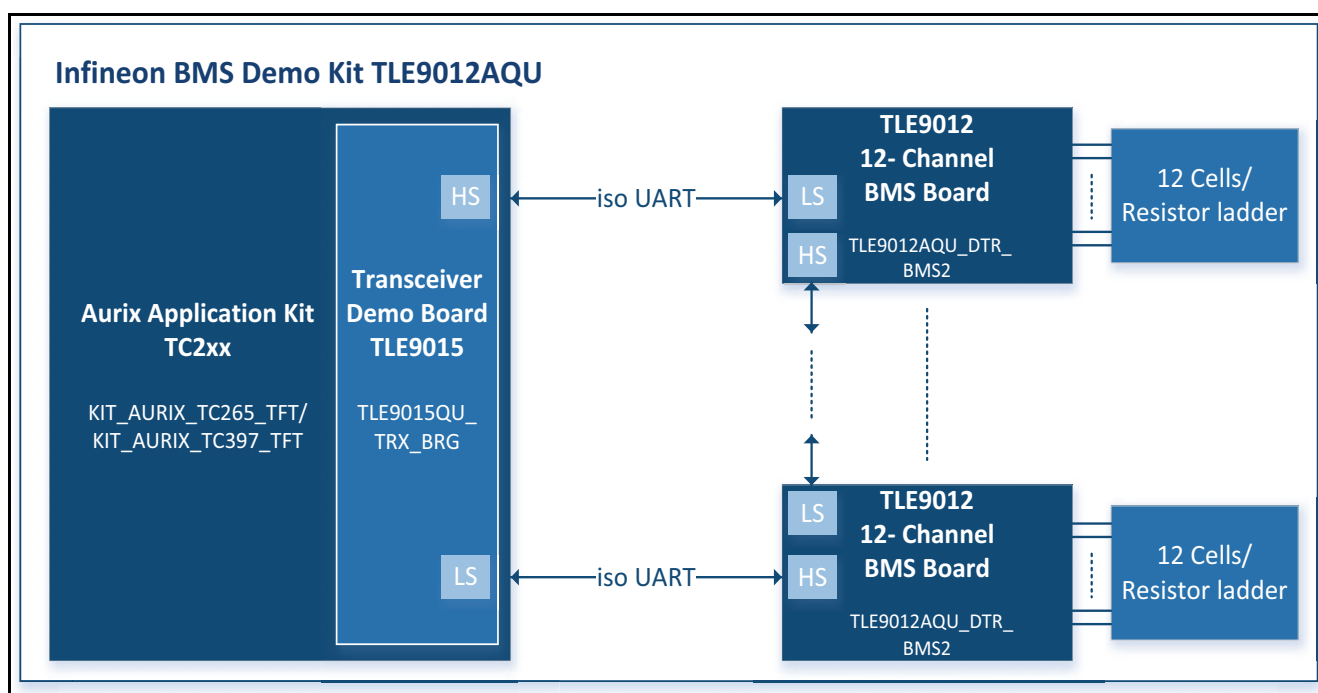 Infineon BMS Demo Kit TLE9012AQU
Aurix Application Kit
TC2xx
KIT_AURIX_TC265_TFT/
KIT_AURIX_TC397_TFT
HS
Transceiver
Demo Board
TLE9015
TLE9015QU_
TRX_BRG
LS
iso UART
iso UART
TLE9012
12- Channel
BMS Board
LS
HS
TLE9012AQU_DTR_
BMS2
12 Cells/
Resistor ladder
TLE9012
12- Channel
BMS Board
LS
HS
TLE9012AQU_DTR_
BMS2
12 Cells/
Resistor ladder